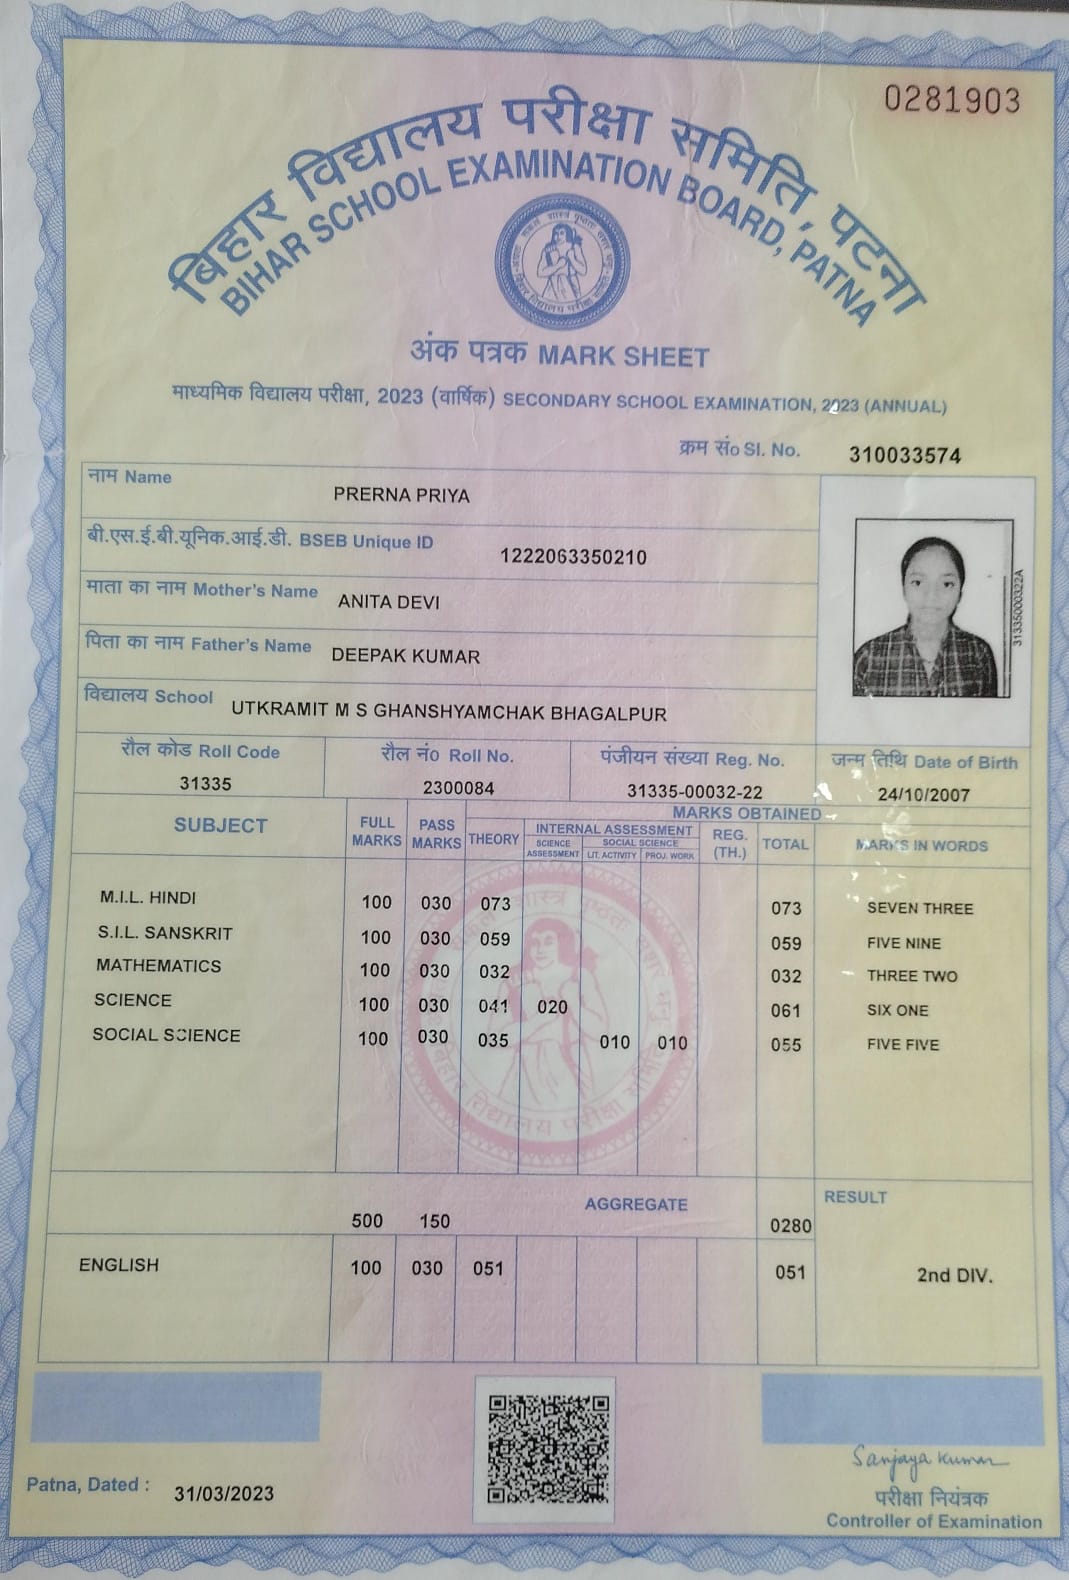 0281903
बिहार विद्यालय परीक्षा समिति, पटना
BIHAR SCHOOL EXAMINATION BOARD, PATNA
अंक पत्रक MARK SHEET
माध्यमिक विद्यालय परीक्षा, 2023 (वार्षिक) SECONDARY SCHOOL EXAMINATION, 2023 (ANNUAL)
क्रम सं० Sl. No. 310033574
नाम Name PRERNA PRIYA
बी.एस.ई.बी.यूनिक.आई.डी. BSEB Unique ID 1222063350210
माता का नाम Mother's Name ANITA DEVI
पिता का नाम Father's Name DEEPAK KUMAR
विद्यालय School UTKRAMIT M S GHANSHYAMCHAK BHAGALPUR
313350000322A
रौल कोड Roll Code रौल नं० Roll No. पंजीयन संख्या Reg. No. जन्म तिथि Date of Birth
31335 2300084 31335-00032-22 24/10/2007
SUBJECT FULL MARKS PASS MARKS MARKS OBTAINED
THEORY INTERNAL ASSESSMENT REG. (TH.) TOTAL MARKS IN WORDS
SCIENCE ASSESSMENT SOCIAL SCIENCE
LIT. ACTIVITY PROJ. WORK
M.I.L. HINDI 100 030 073 073 SEVEN THREE
S.I.L. SANSKRIT 100 030 059 059 FIVE NINE
MATHEMATICS 100 030 032 032 THREE TWO
SCIENCE 100 030 041 020 061 SIX ONE
SOCIAL SCIENCE 100 030 035 010 010 055 FIVE FIVE
AGGREGATE RESULT
500 150 0280
ENGLISH 100 030 051 051 2nd DIV.
Sanjaya Kumar
Patna, Dated : 31/03/2023
परीक्षा नियंत्रक
Controller of Examination